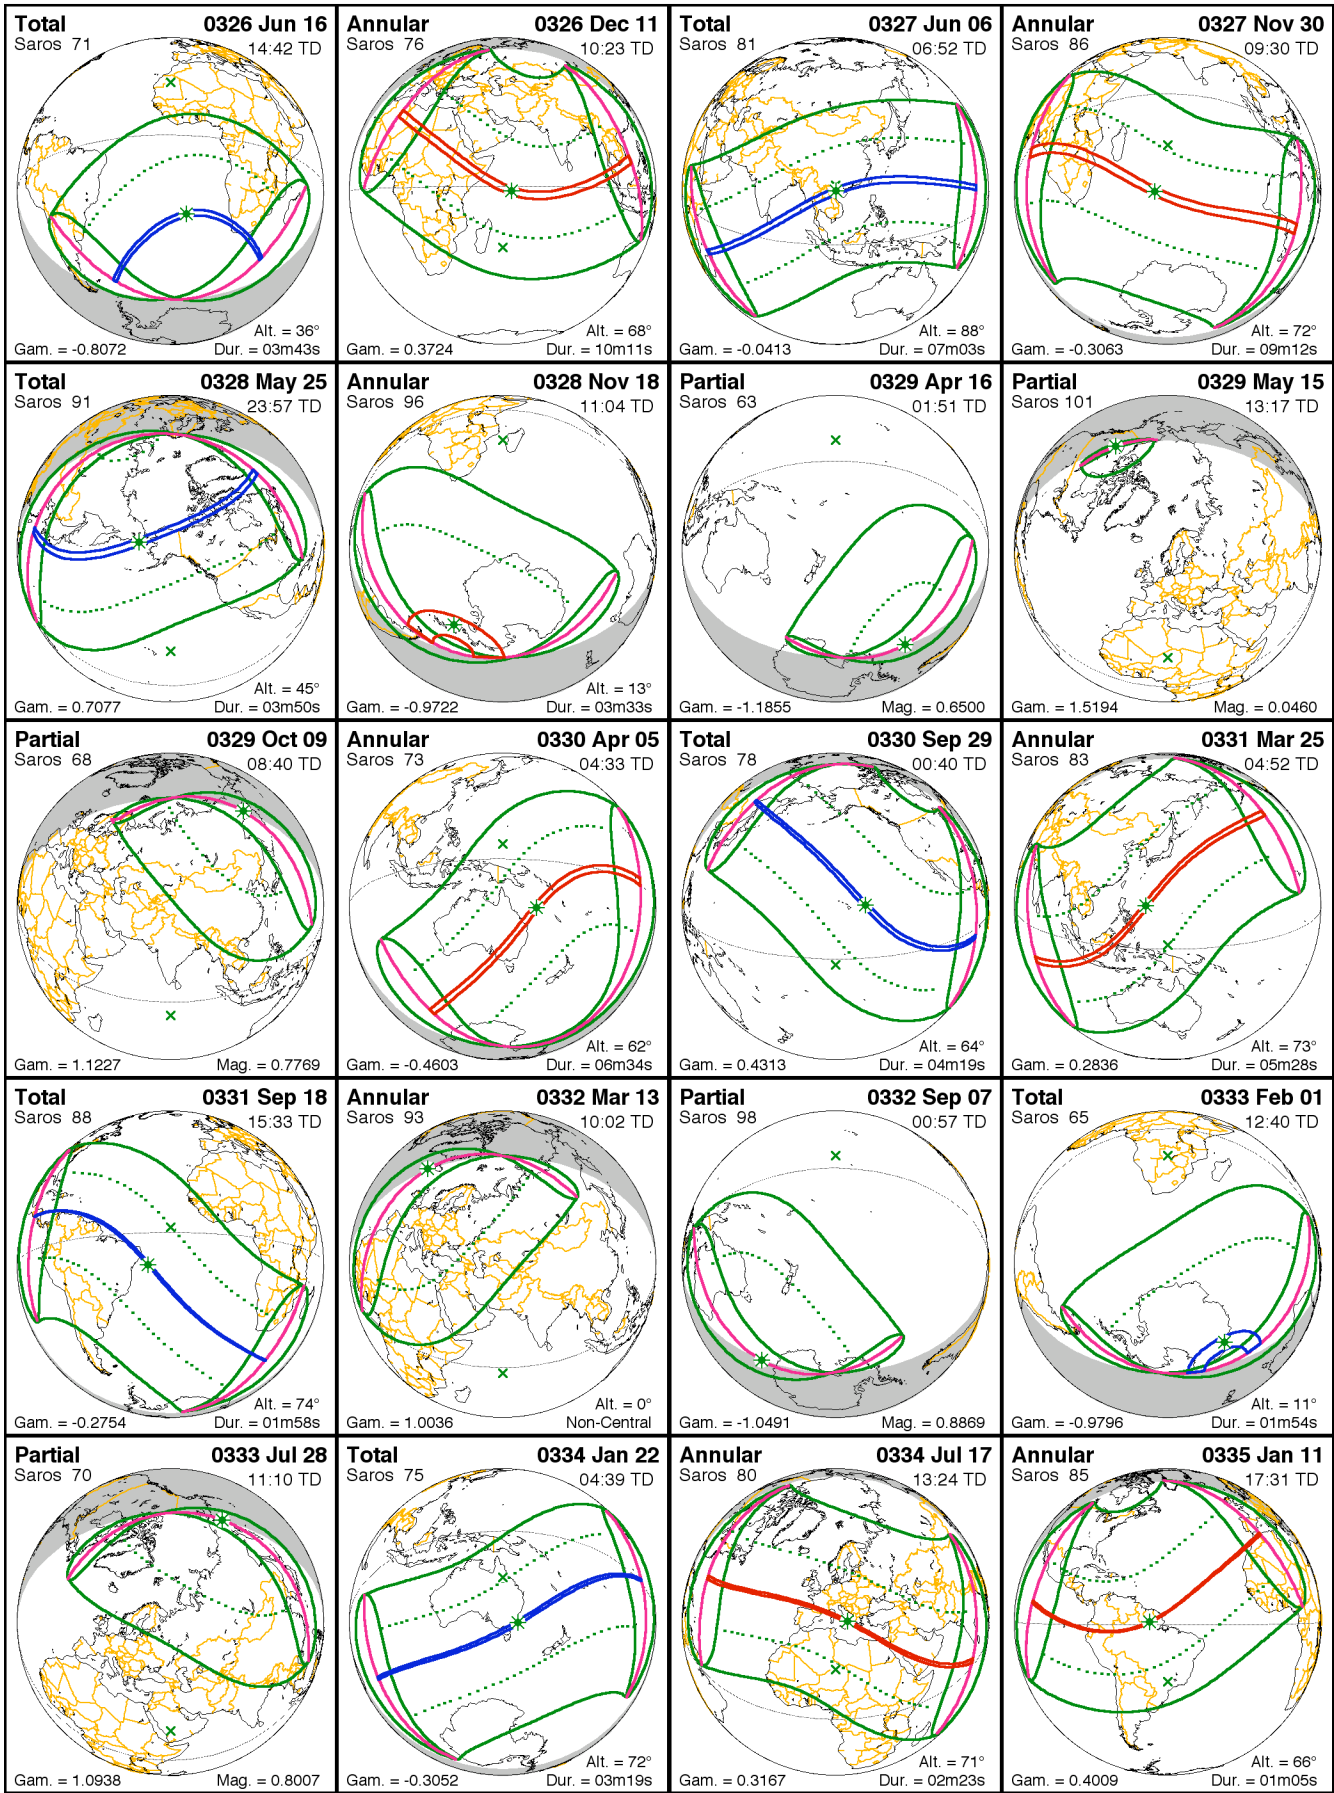 Total 0326 Jun 16
Saros 71 14:42 TD
Alt. = 36°
Gam. = -0.8072 Dur. = 03m43s
Annular 0326 Dec 11
Saros 76 10:23 TD
Alt. = 68°
Gam. = 0.3724 Dur. = 10m11s
Total 0327 Jun 06
Saros 81 06:52 TD
Alt. = 88°
Gam. = -0.0413 Dur. = 07m03s
Annular 0327 Nov 30
Saros 86 09:30 TD
Alt. = 72°
Gam. = -0.3063 Dur. = 09m12s
Total 0328 May 25
Saros 91 23:57 TD
Alt. = 45°
Gam. = 0.7077 Dur. = 03m50s
Annular 0328 Nov 18
Saros 96 11:04 TD
Alt. = 13°
Gam. = -0.9722 Dur. = 03m33s
Partial 0329 Apr 16
Saros 63 01:51 TD
Gam. = -1.1855 Mag. = 0.6500
Partial 0329 May 15
Saros 101 13:17 TD
Gam. = 1.5194 Mag. = 0.0460
Partial 0329 Oct 09
Saros 68 08:40 TD
Gam. = 1.1227 Mag. = 0.7769
Annular 0330 Apr 05
Saros 73 04:33 TD
Alt. = 62°
Gam. = -0.4603 Dur. = 06m34s
Total 0330 Sep 29
Saros 78 00:40 TD
Alt. = 64°
Gam. = 0.4313 Dur. = 04m19s
Annular 0331 Mar 25
Saros 83 04:52 TD
Alt. = 73°
Gam. = 0.2836 Dur. = 05m28s
Total 0331 Sep 18
Saros 88 15:33 TD
Alt. = 74°
Gam. = -0.2754 Dur. = 01m58s
Annular 0332 Mar 13
Saros 93 10:02 TD
Alt. = 0°
Gam. = 1.0036 Non-Central
Partial 0332 Sep 07
Saros 98 00:57 TD
Gam. = -1.0491 Mag. = 0.8869
Total 0333 Feb 01
Saros 65 12:40 TD
Alt. = 11°
Gam. = -0.9796 Dur. = 01m54s
Partial 0333 Jul 28
Saros 70 11:10 TD
Gam. = 1.0938 Mag. = 0.8007
Total 0334 Jan 22
Saros 75 04:39 TD
Alt. = 72°
Gam. = -0.3052 Dur. = 03m19s
Annular 0334 Jul 17
Saros 80 13:24 TD
Alt. = 71°
Gam. = 0.3167 Dur. = 02m23s
Annular 0335 Jan 11
Saros 85 17:31 TD
Alt. = 66°
Gam. = 0.4009 Dur. = 01m05s